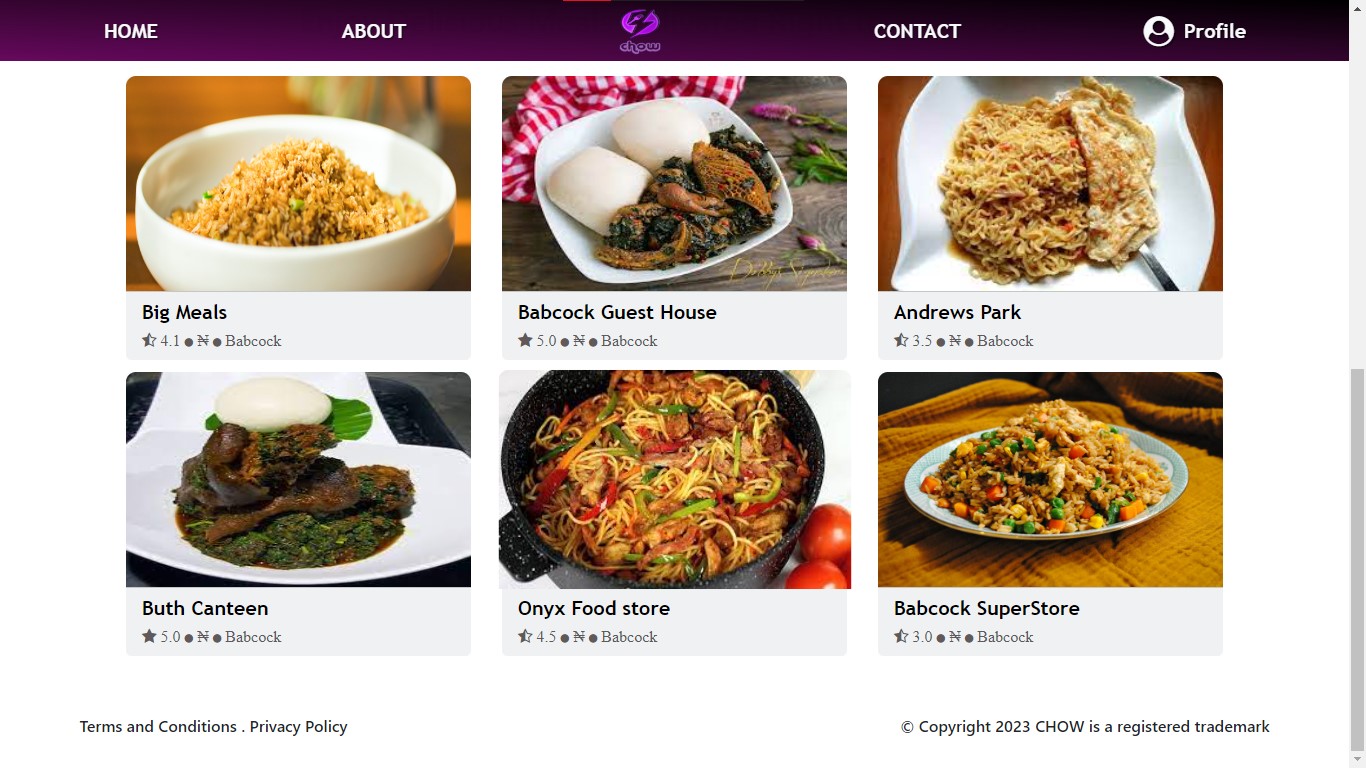 HOME
ABOUT
chow
CONTACT
Profile
Big Meals
4.1 ● ₦ ● Babcock
Babcock Guest House
5.0 ● ₦ ● Babcock
Andrews Park
3.5 ● ₦ ● Babcock
Buth Canteen
5.0 ● ₦ ● Babcock
Onyx Food store
4.5 ● ₦ ● Babcock
Babcock SuperStore
3.0 ● ₦ ● Babcock
Terms and Conditions . Privacy Policy
© Copyright 2023 CHOW is a registered trademark